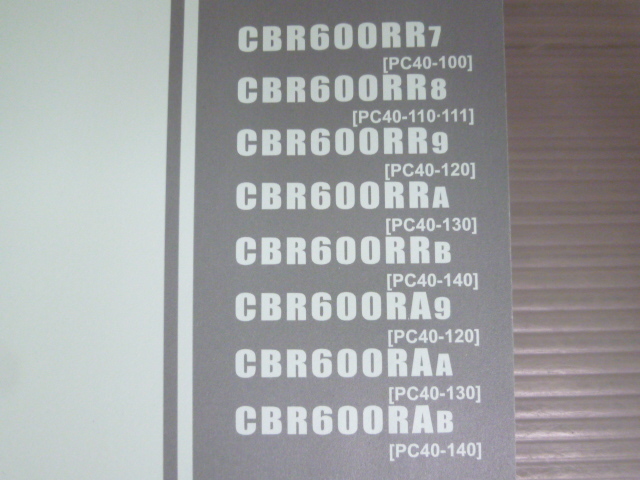 CBR600RR7
[PC40-100]
CBR600RR8
[PC40-110·111]
CBR600RR9
[PC40-120]
CBR600RRA
[PC40-130]
CBR600RRB
[PC40-140]
CBR600RA9
[PC40-120]
CBR600RAA
[PC40-130]
CBR600RAB
[PC40-140]